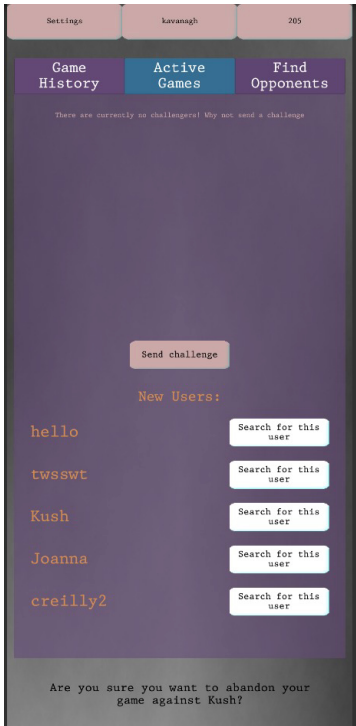 Settings kavanagh 205
Game History
Active Games
Find Opponents
There are currently no challengers! Why not send a challenge
Send challenge
New Users:
hello
Search for this user
twsswt
Search for this user
Kush
Search for this user
Joanna
Search for this user
creilly2
Search for this user
Are you sure you want to abandon your
game against Kush?